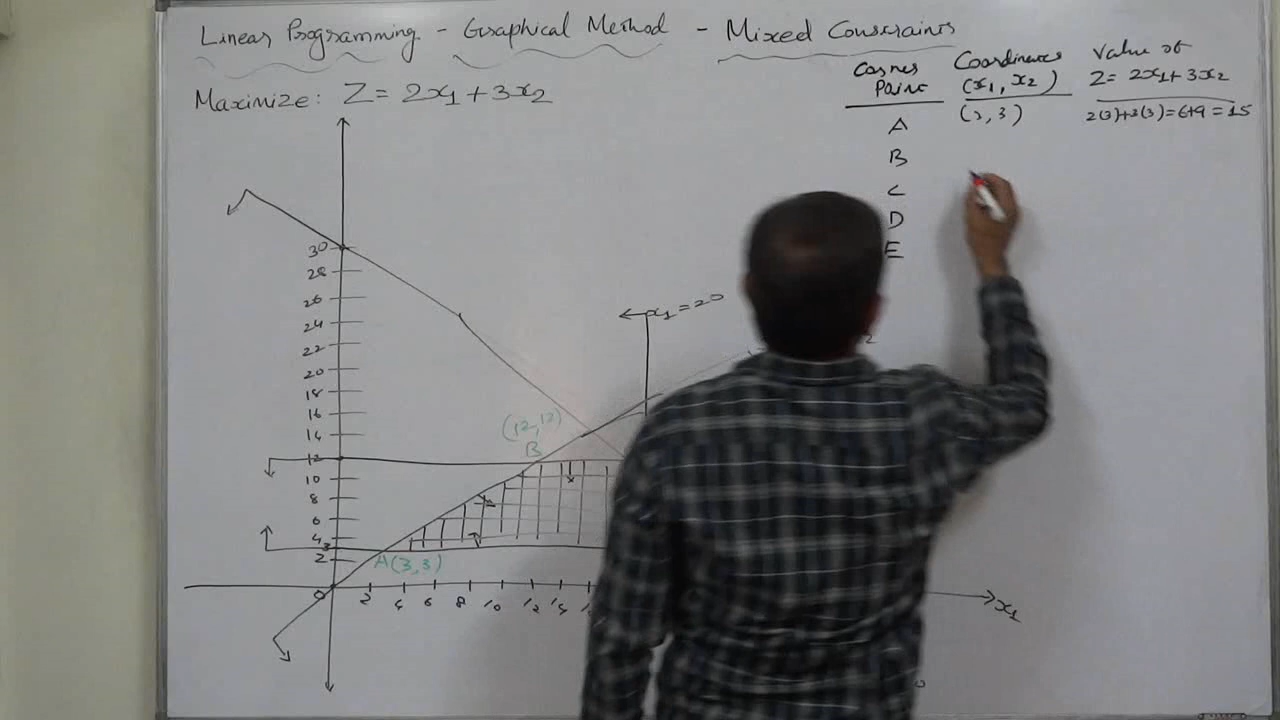 Linear Programming - Graphical Method - Mixed Constraints
Maximize: Z = 2x1 + 3x2
Corner Point
Coordinates (x1, x2)
Value of Z = 2x1 + 3x2
A
(3, 3)
2(3)+3(3)=6+9=15
B
C
D
E
30
28
26
24
22
20
18
16
14
12
10
8
6
4
3
2
0
x1=20
(12,12)
B
A(3,3)
2
4
6
8
10
12
14
x1